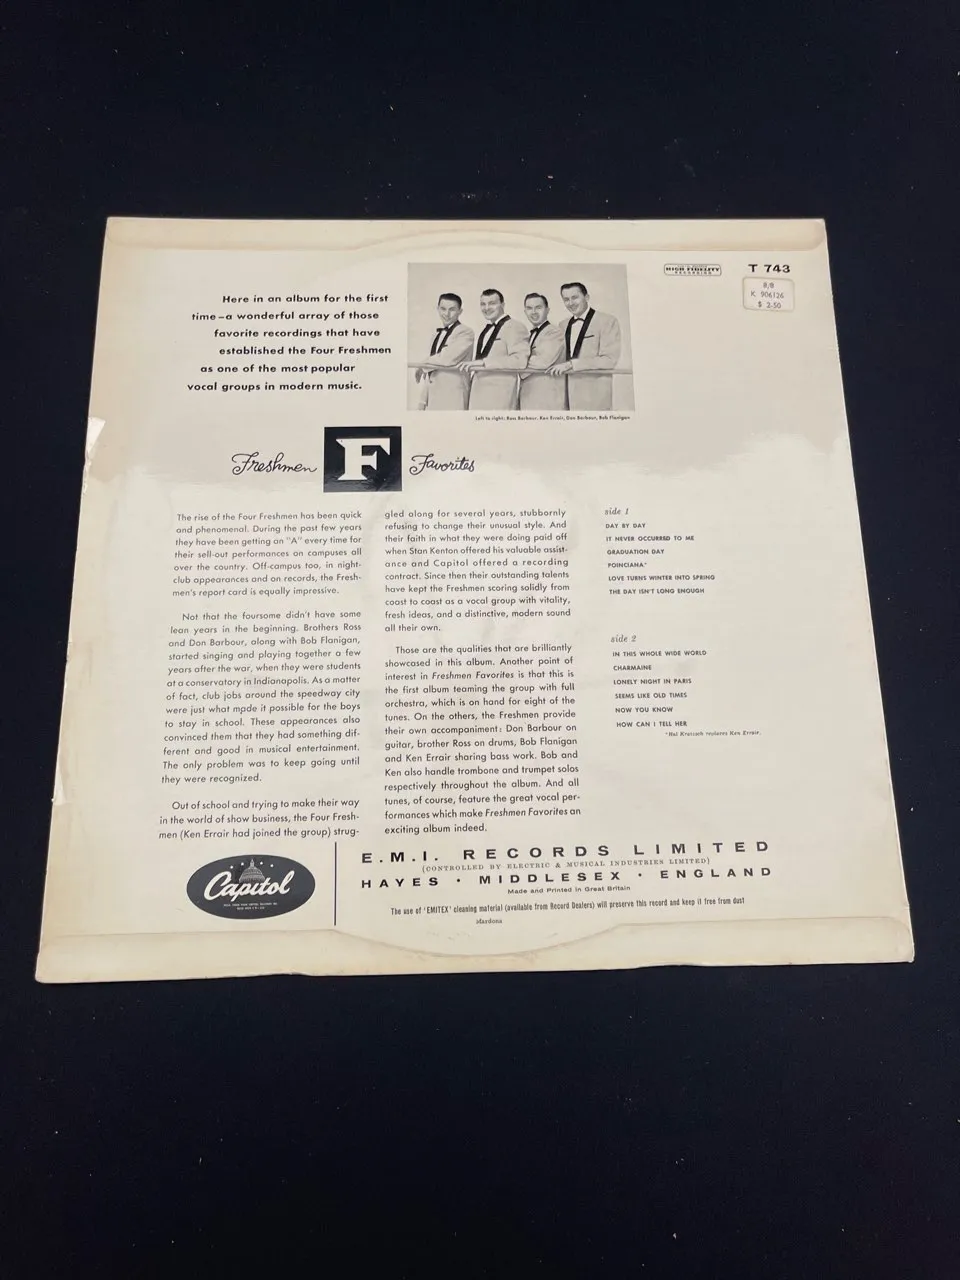 HIGH FIDELITY
RECORDING
T 743
8/8
K 906126
$ 2.50
Here in an album for the first
time—a wonderful array of those
favorite recordings that have
established the Four Freshmen
as one of the most popular
vocal groups in modern music.
Left to right: Ross Barbour, Ken Errair, Don Barbour, Bob Flanigan
Freshmen F Favorites
The rise of the Four Freshmen has been quick
and phenomenal. During the past few years
they have been getting an "A" every time for
their sell-out performances on campuses all
over the country. Off-campus too, in night-
club appearances and on records, the Fresh-
men's report card is equally impressive.
Not that the foursome didn't have some
lean years in the beginning. Brothers Ross
and Don Barbour, along with Bob Flanigan,
started singing and playing together a few
years after the war, when they were students
at a conservatory in Indianapolis. As a matter
of fact, club jobs around the speedway city
were just what made it possible for the boys
to stay in school. These appearances also
convinced them that they had something dif-
ferent and good in musical entertainment.
The only problem was to keep going until
they were recognized.
Out of school and trying to make their way
in the world of show business, the Four Fresh-
men (Ken Errair had joined the group) strug-
gled along for several years, stubbornly
refusing to change their unusual style. And
their faith in what they were doing paid off
when Stan Kenton offered his valuable assist-
ance and Capitol offered a recording
contract. Since then their outstanding talents
have kept the Freshmen scoring solidly from
coast to coast as a vocal group with vitality,
fresh ideas, and a distinctive, modern sound
all their own.
Those are the qualities that are brilliantly
showcased in this album. Another point of
interest in Freshmen Favorites is that this is
the first album teaming the group with full
orchestra, which is on hand for eight of the
tunes. On the others, the Freshmen provide
their own accompaniment: Don Barbour on
guitar, brother Ross on drums, Bob Flanigan
and Ken Errair sharing bass work. Bob and
Ken also handle trombone and trumpet solos
respectively throughout the album. And all
tunes, of course, feature the great vocal per-
formances which make Freshmen Favorites an
exciting album indeed.
side 1
DAY BY DAY
IT NEVER OCCURRED TO ME
GRADUATION DAY
POINCIANA*
LOVE TURNS WINTER INTO SPRING
THE DAY ISN'T LONG ENOUGH
side 2
IN THIS WHOLE WIDE WORLD
CHARMAINE
LONELY NIGHT IN PARIS
SEEMS LIKE OLD TIMES
NOW YOU KNOW
HOW CAN I TELL HER
*Hal Kratzsch replaces Ken Errair.
Capitol
E.M.I. RECORDS LIMITED
(CONTROLLED BY ELECTRIC & MUSICAL INDUSTRIES LIMITED)
HAYES · MIDDLESEX · ENGLAND
Made and Printed in Great Britain
The use of 'EMITEX' cleaning material (available from Record Dealers) will preserve this record and keep it free from dust
Mardons